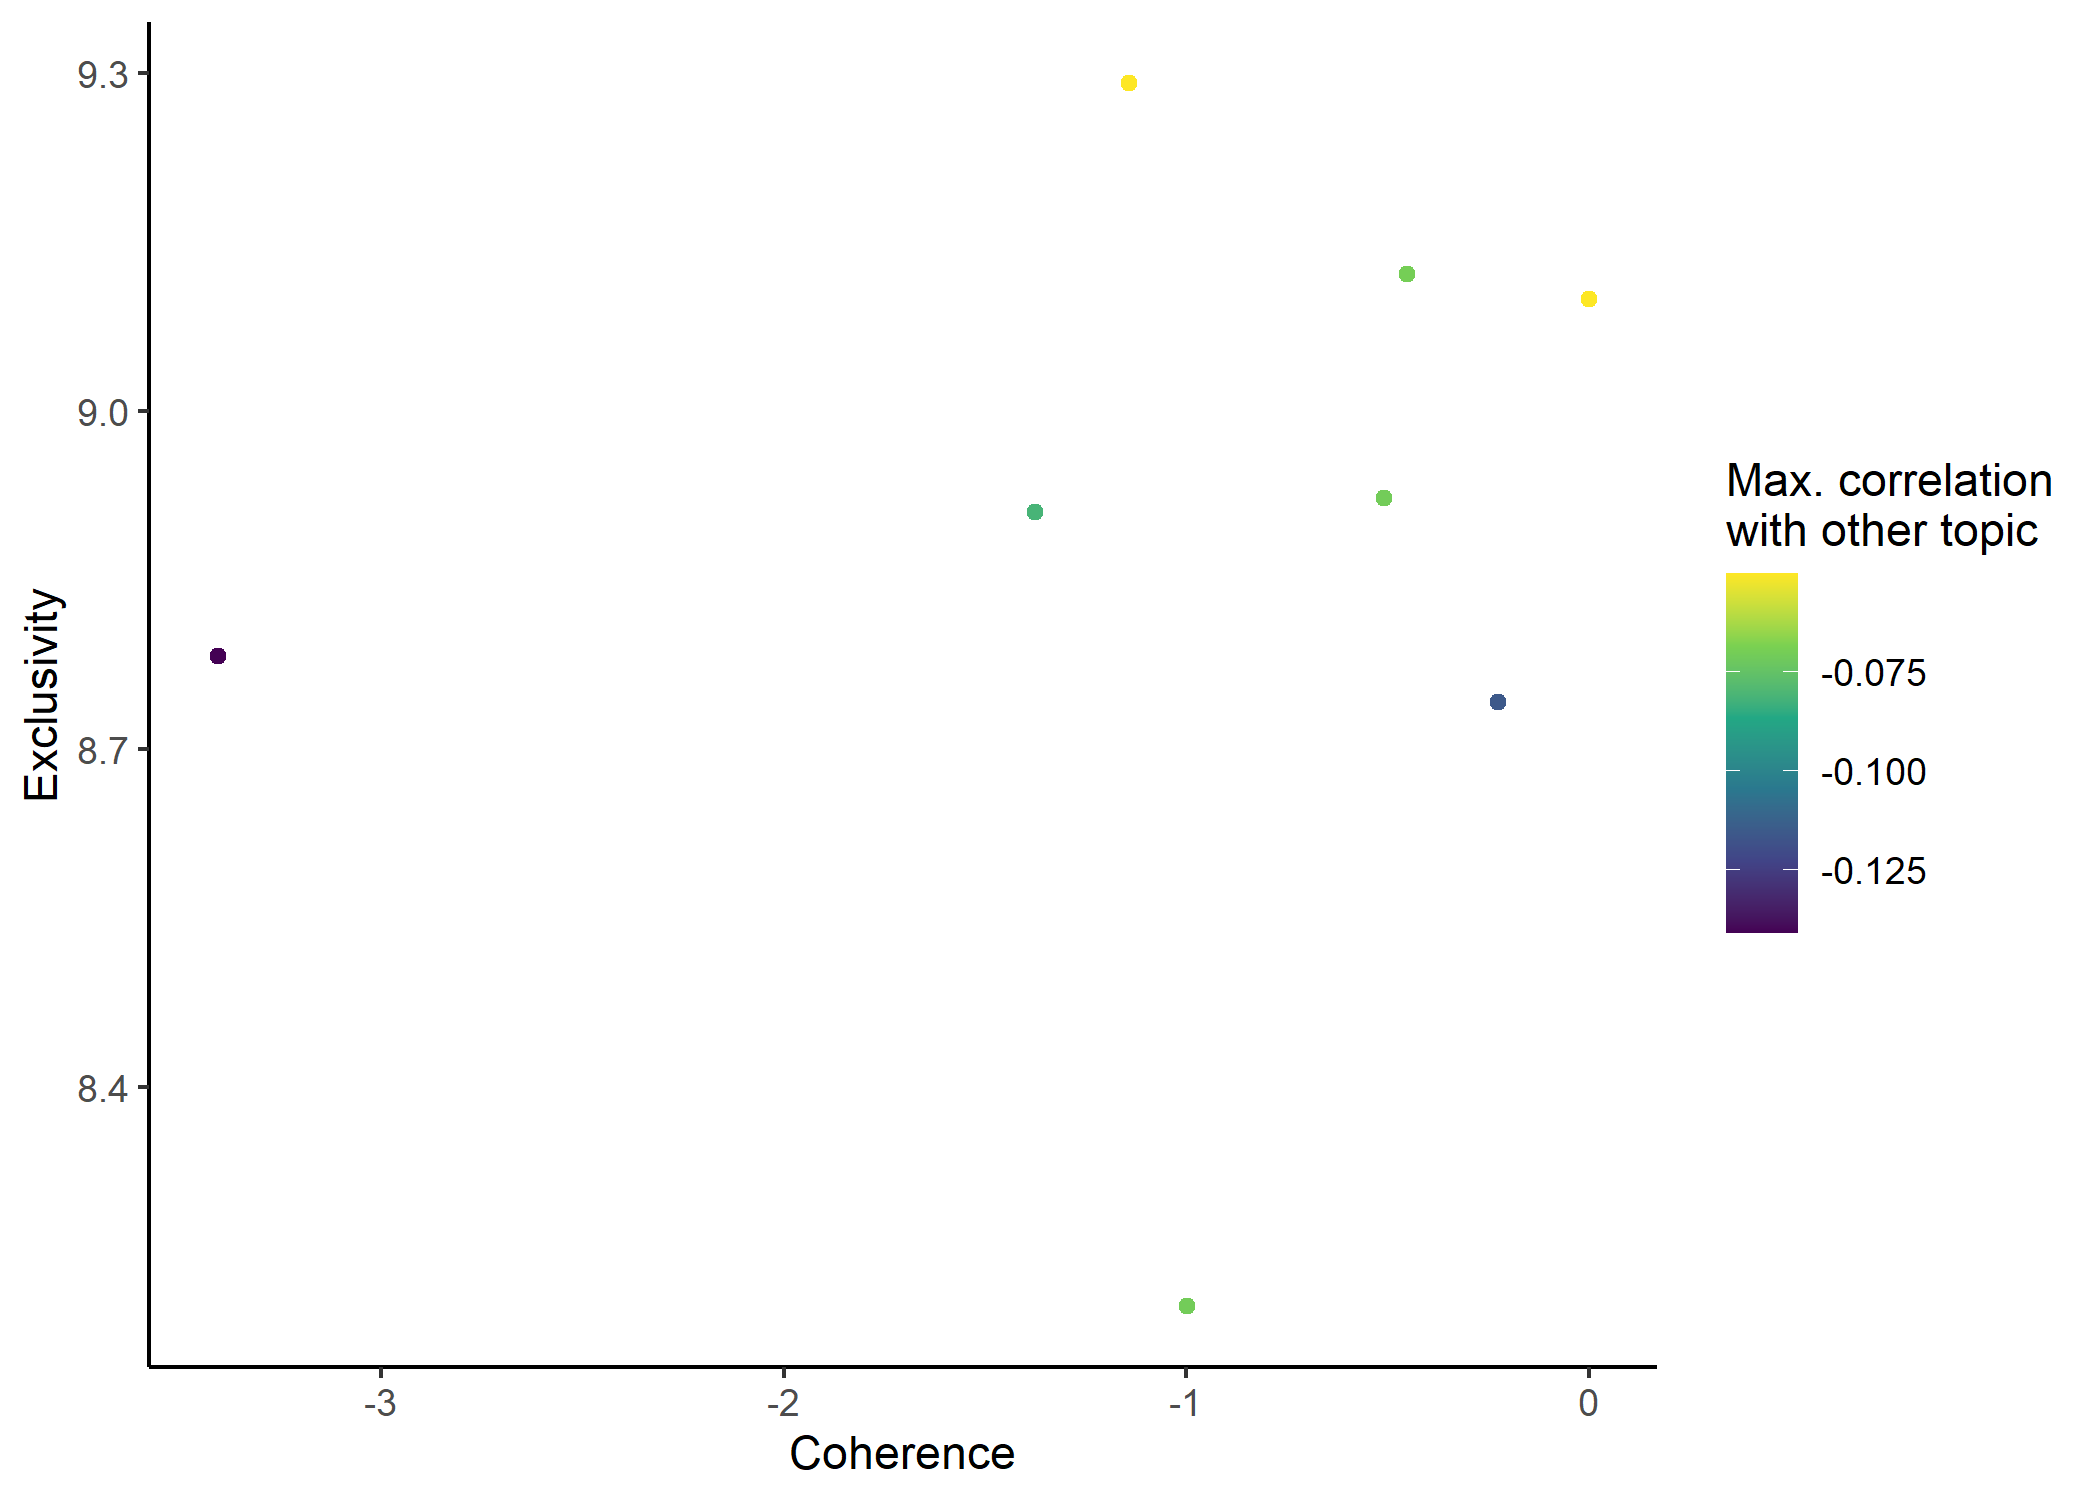 9.3
9.0
8.7
8.4
Exclusivity
-3
-2
-1
0
Coherence
Max. correlation
with other topic
-0.075
-0.100
-0.125